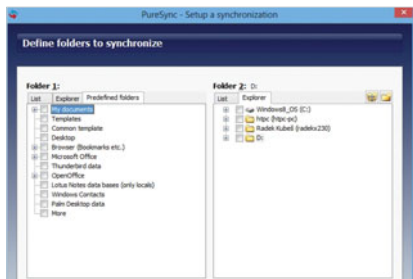 PureSync - Setup a synchronization
Define folders to synchronize
Folder 1:
List Explorer Predefined folders
My documents
Templates
Common template
Desktop
Browser (Bookmarks etc.)
Microsoft Office
Thunderbird data
OpenOffice
Lotus Notes data bases (only locals)
Windows Contacts
Palm Desktop data
More
Folder 2: D:
List Explorer
Windows8_OS (C:)
htpc (htpc-pc)
Radek Kubeš (radekx230)
D: